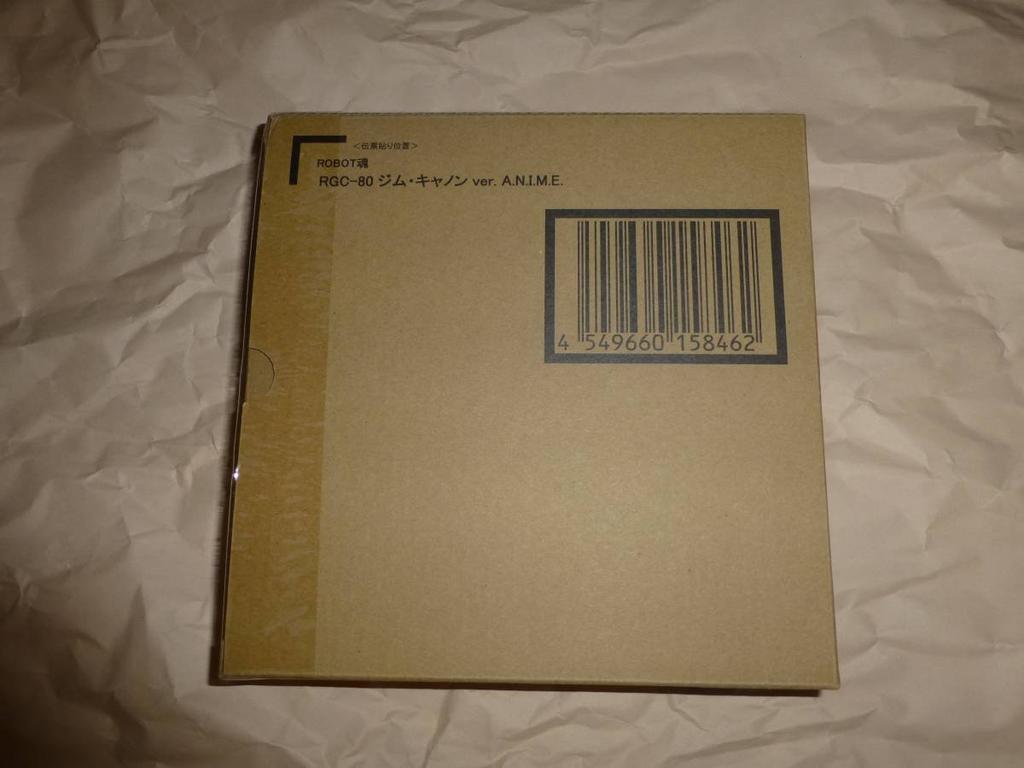 ＜伝票貼り位置＞
ROBOT魂
RGC-80 ジム・キャノン ver. A.N.I.M.E.
4 549660 158462